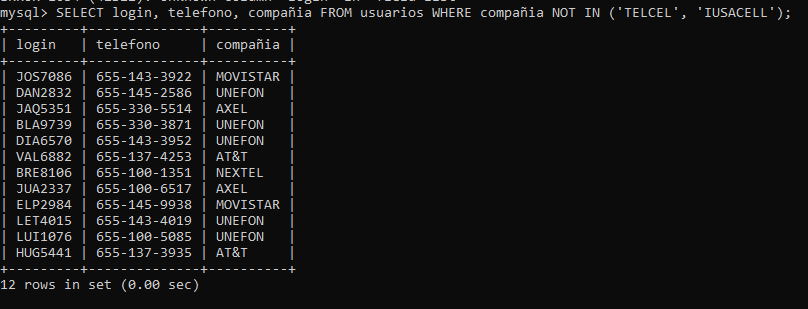 mysql> SELECT login, telefono, compañia FROM usuarios WHERE compañia NOT IN ('TELCEL', 'IUSACELL');
+---------+--------------+----------+
| login   | telefono     | compañia |
+---------+--------------+----------+
| JOS7086 | 655-143-3922 | MOVISTAR |
| DAN2832 | 655-145-2586 | UNEFON   |
| JAQ5351 | 655-330-5514 | AXEL     |
| BLA9739 | 655-330-3871 | UNEFON   |
| DIA6570 | 655-143-3952 | UNEFON   |
| VAL6882 | 655-137-4253 | AT&T     |
| BRE8106 | 655-100-1351 | NEXTEL   |
| JUA2337 | 655-100-6517 | AXEL     |
| ELP2984 | 655-145-9938 | MOVISTAR |
| LET4015 | 655-143-4019 | UNEFON   |
| LUI1076 | 655-100-5085 | UNEFON   |
| HUG5441 | 655-137-3935 | AT&T     |
+---------+--------------+----------+
12 rows in set (0.00 sec)